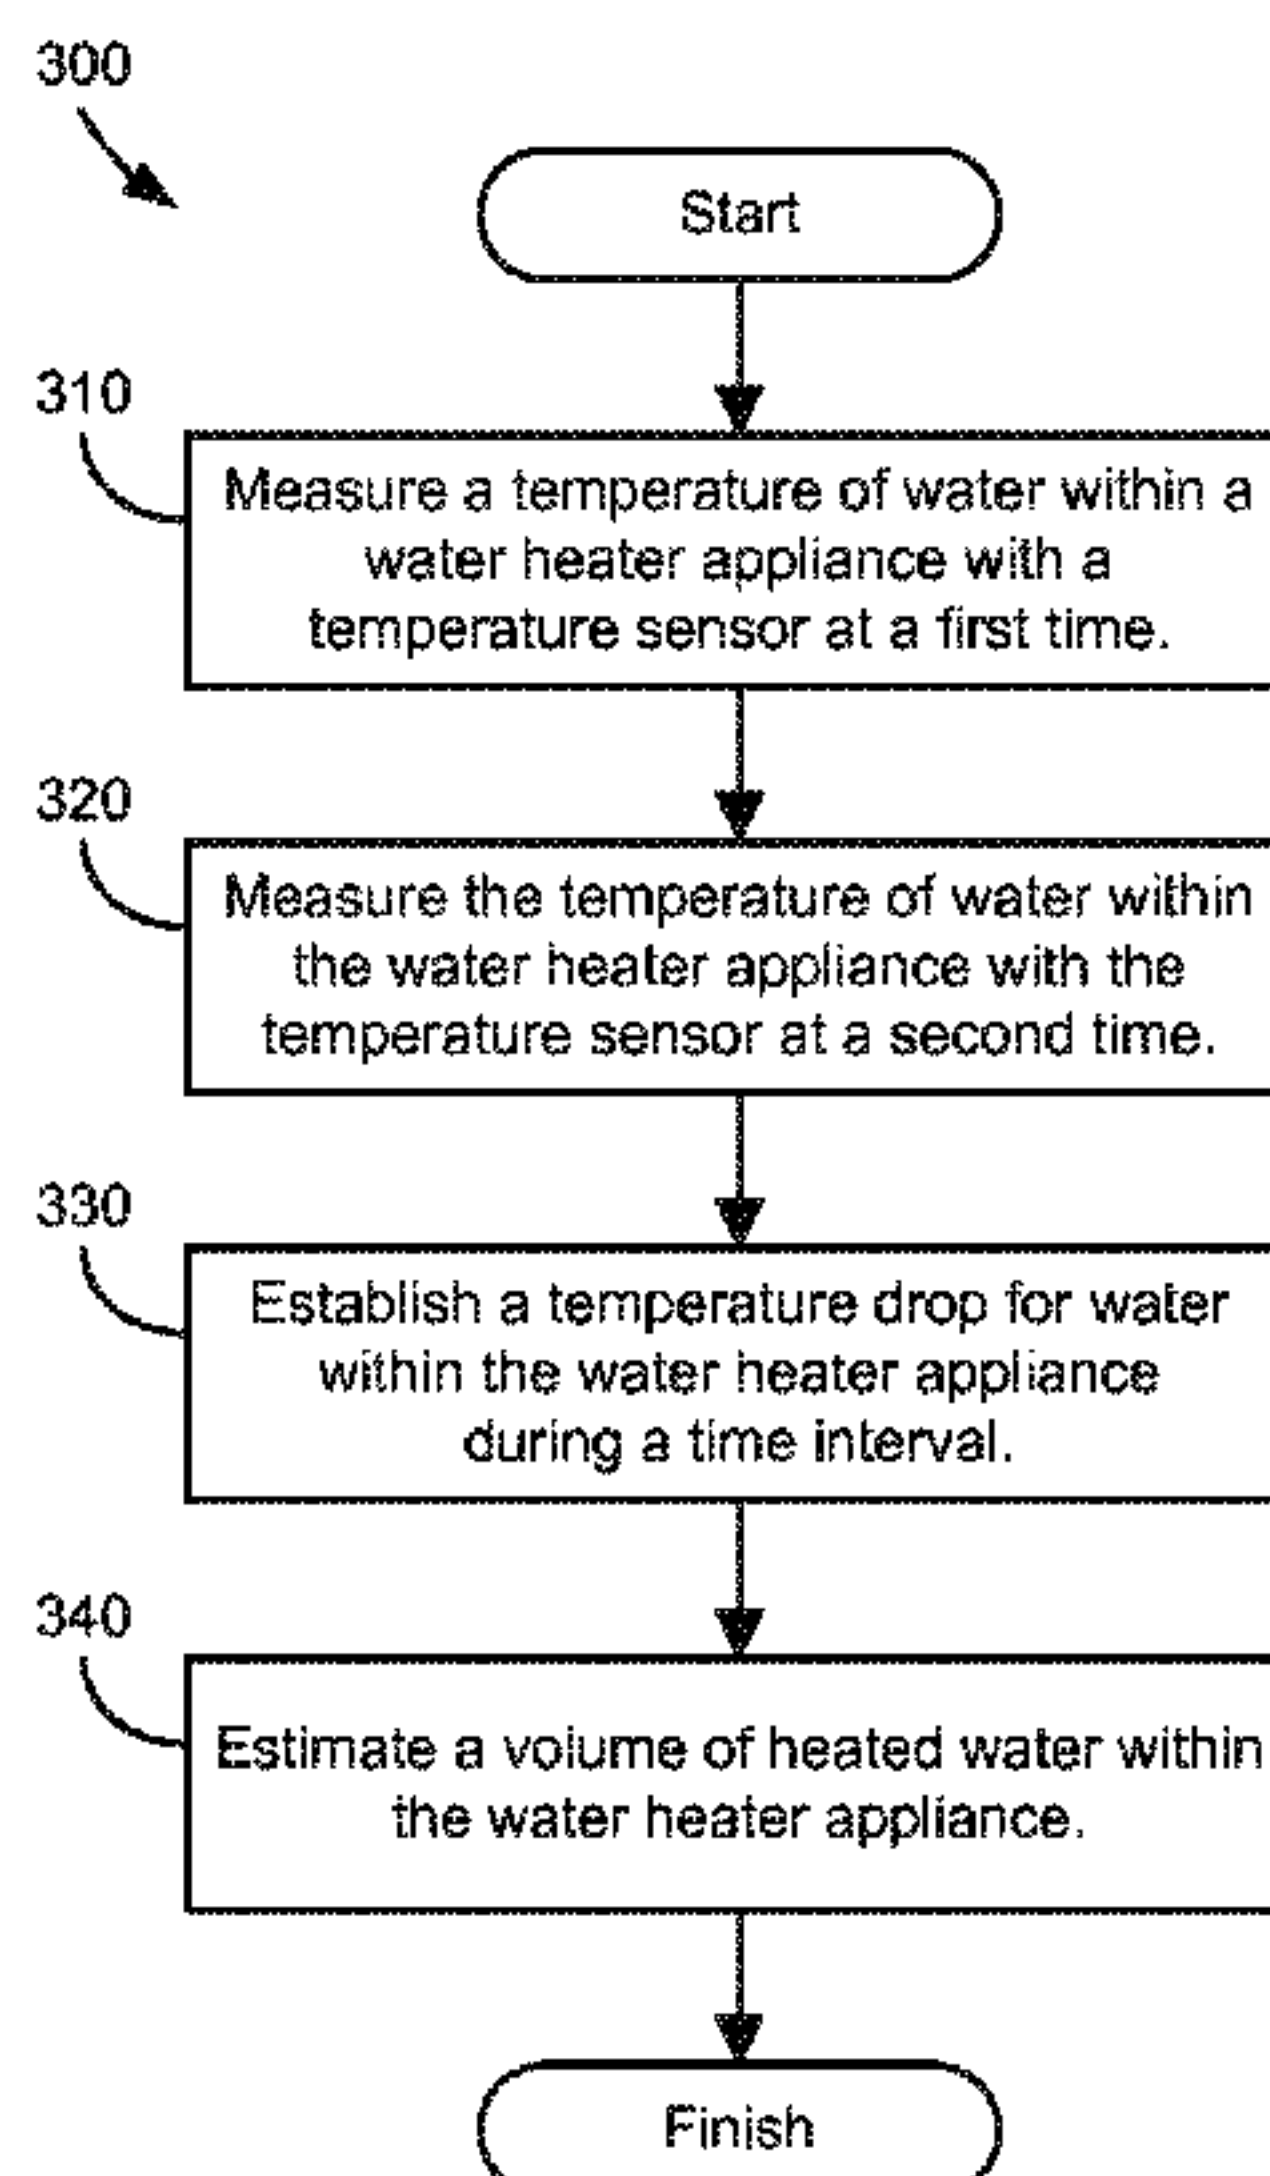 300
Start
310
Measure a temperature of water within a
water heater appliance with a
temperature sensor at a first time.
320
Measure the temperature of water within
the water heater appliance with the
temperature sensor at a second time.
330
Establish a temperature drop for water
within the water heater appliance
during a time interval.
340
Estimate a volume of heated water within
the water heater appliance.
Finish